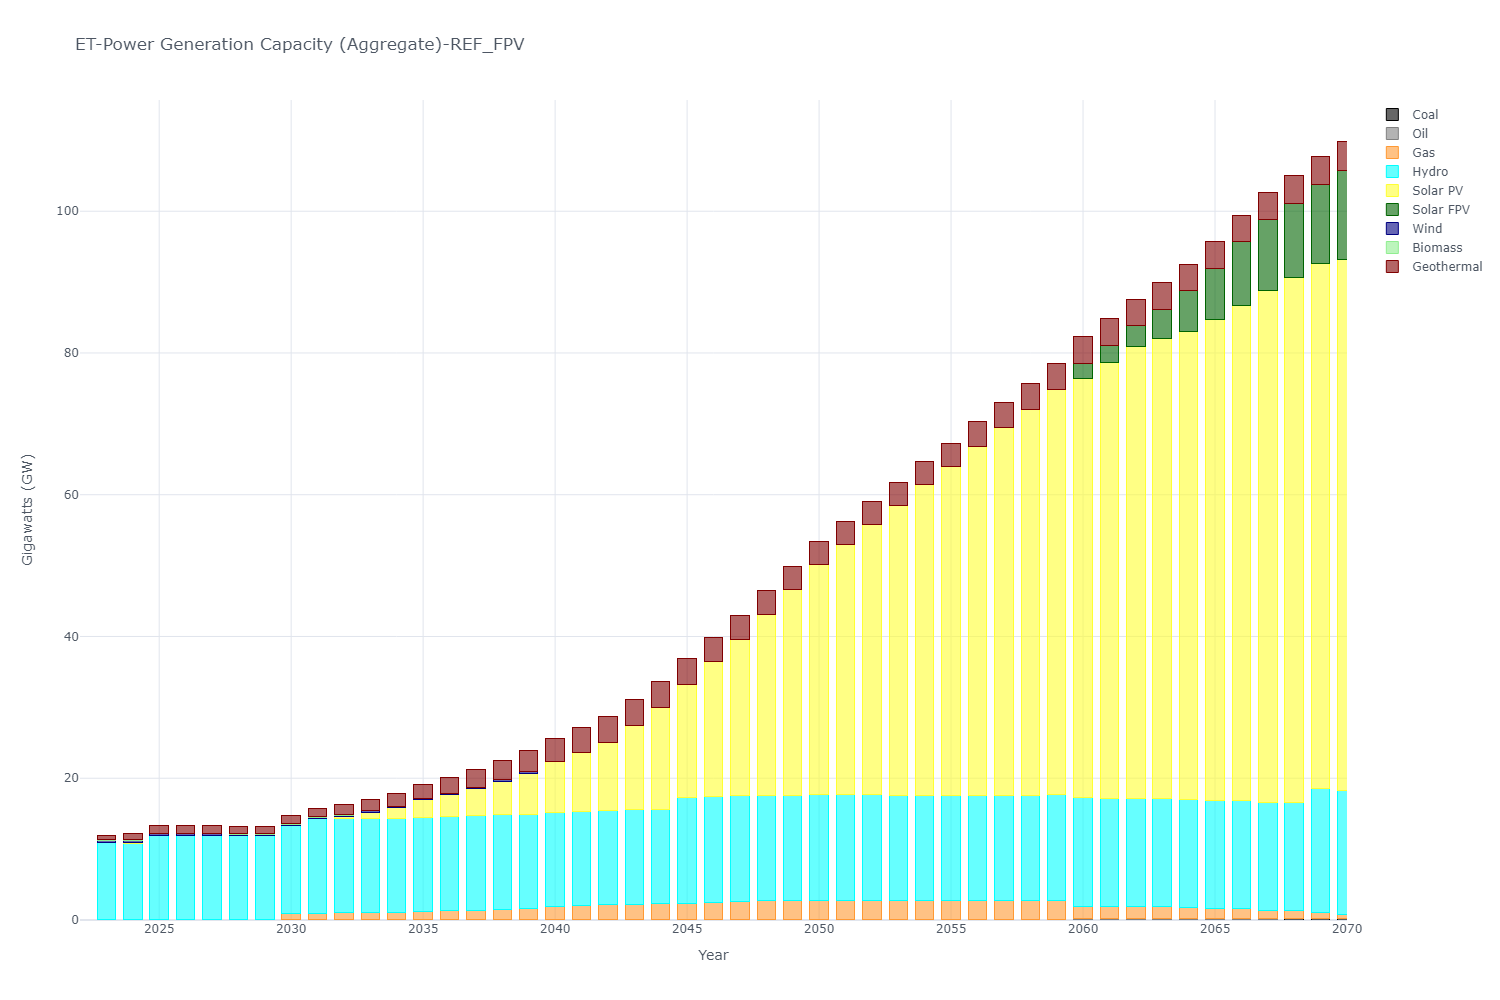 ET-Power Generation Capacity (Aggregate)-REF_FPV
Coal
Oil
Gas
Hydro
Solar PV
Solar FPV
Wind
Biomass
Geothermal
Gigawatts (GW)
100
80
60
40
20
0
2025 2030 2035 2040 2045 2050 2055 2060 2065 2070
Year